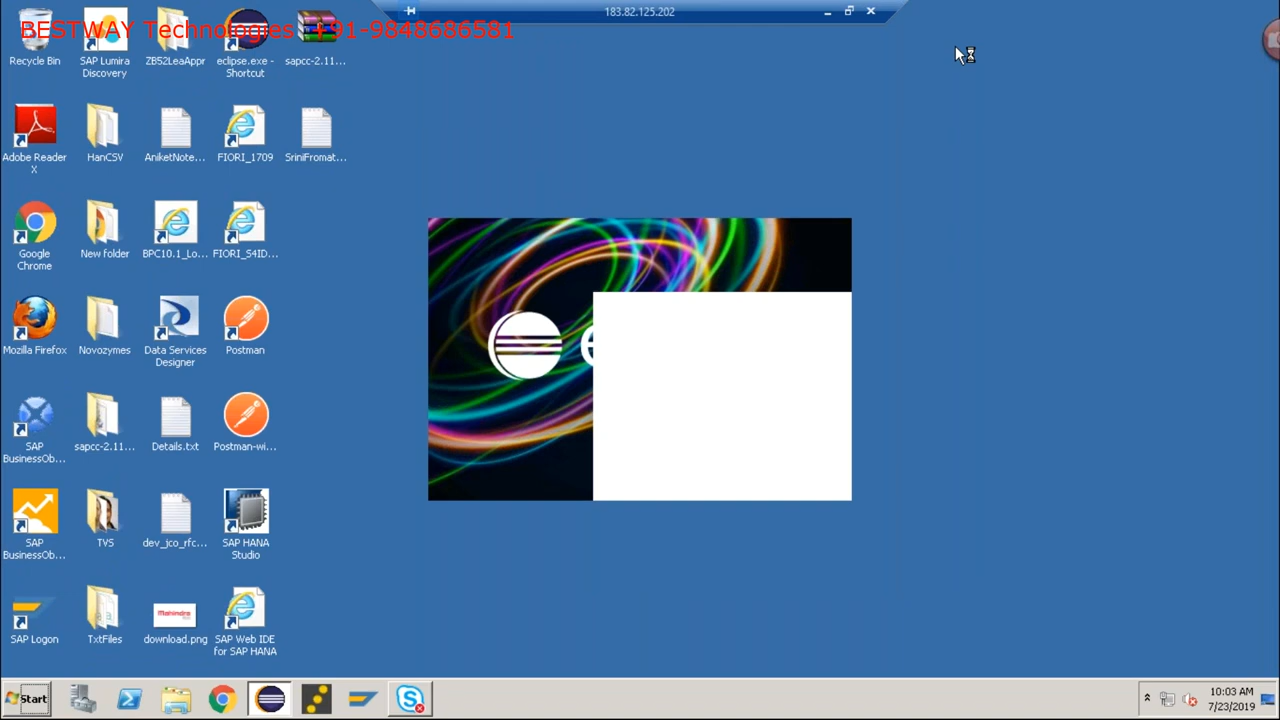 183.82.125.202
BESTWAY Technologies +91-9848686581
Recycle Bin
SAP Lumira
Discovery
ZB52LeaAppr
eclipse.exe -
Shortcut
sapcc-2.11...
Adobe Reader
X
HanCSV
AniketNote...
FIORI_1709
SriniFromat...
Google
Chrome
New folder
BPC10.1_Lo...
FIORI_S4ID...
Mozilla Firefox
Novozymes
Data Services
Designer
Postman
SAP
BusinessOb...
sapcc-2.11...
Details.txt
Postman-wi...
SAP
BusinessOb...
TVS
dev_jco_rfc...
SAP HANA
Studio
SAP Logon
TxtFiles
Mahindra
download.png
SAP Web IDE
for SAP HANA
Start
10:03 AM
7/23/2019